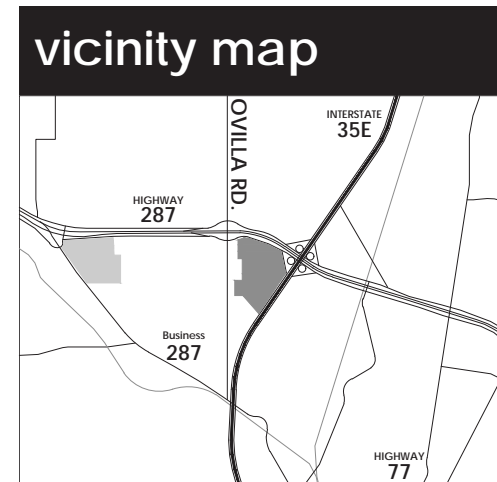 vicinity map
OVILLA RD.
INTERSTATE
35E
HIGHWAY
287
Business
287
HIGHWAY
77